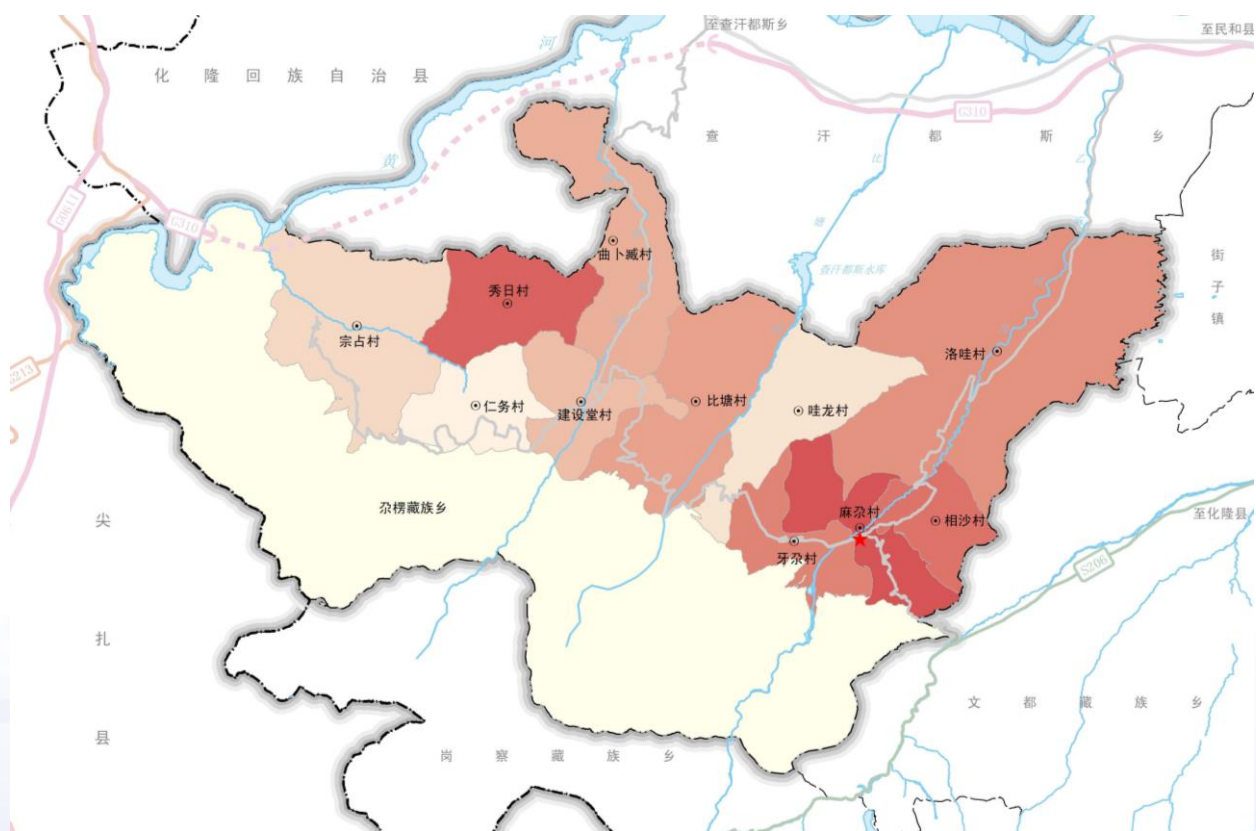 至查汗都斯乡
至民和县
河
化隆回族自治县
G310
查汗都斯乡
黄
比
乙
塘
G0611
G310
曲卜臧村
查汗都斯水库
街子镇
秀日村
宗占村
洛哇村
G213
仁务村
建设堂村
比塘村
哇龙村
尕楞藏族乡
麻尕村
相沙村
至化隆县
牙尕村
S206
尖扎县
文都藏族乡
岗察藏族乡